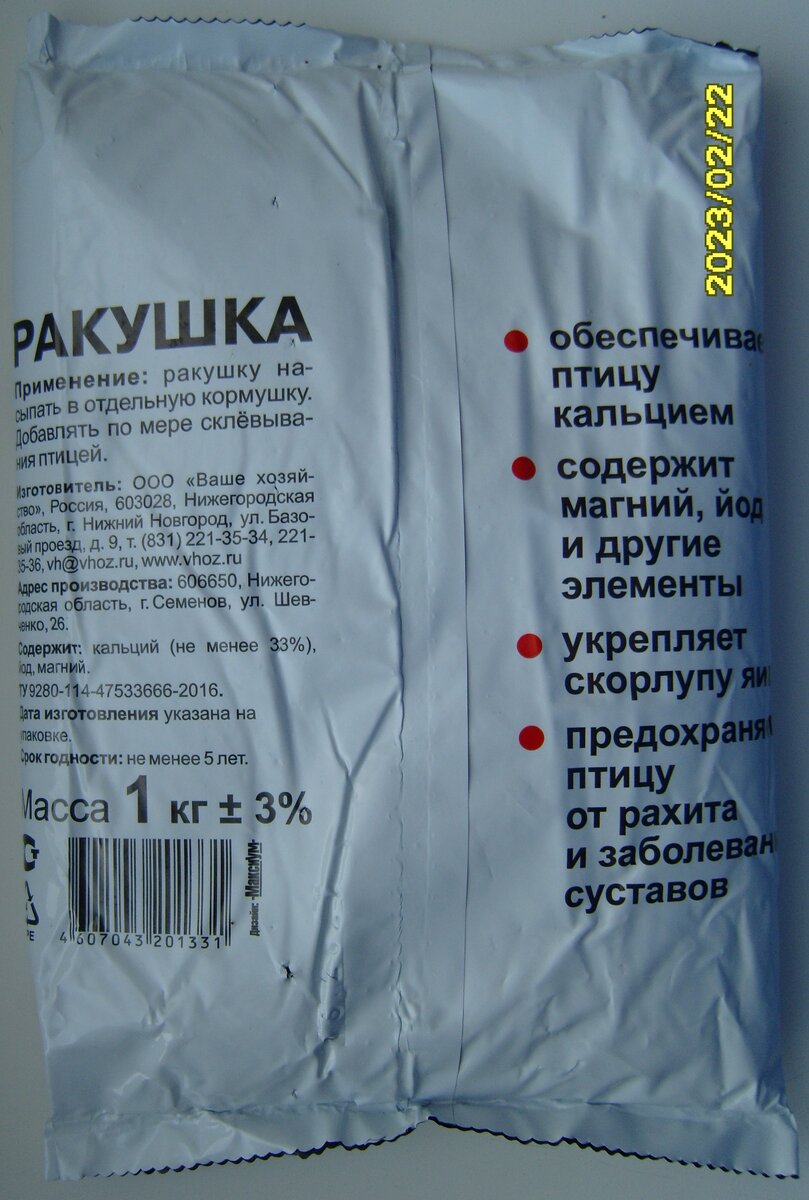 РАКУШКА
Применение: ракушку на-
сыпать в отдельную кормушку.
Добавлять по мере склёвыва-
ния птицей.
Изготовитель: ООО «Ваше хозяй-
ство», Россия, 603028, Нижегородская
область, г. Нижний Новгород, ул. Базо-
вый проезд, д. 9, т. (831) 221-35-34, 221-
35-36, vh@vhoz.ru, www.vhoz.ru
Адрес производства: 606650, Нижего-
родская область, г. Семенов, ул. Шев-
ченко, 26.
Содержит: кальций (не менее 33%),
йод, магний.
ТУ 9280-114-47533666-2016.
Дата изготовления указана на
упаковке.
Срок годности: не менее 5 лет.
Масса 1 кг ± 3%
PE
4 607043 201331
Дизайн: -Максиум-
2023/02/22
обеспечивае
птицу
кальцием
содержит
магний, йод
и другие
элементы
укрепляет
скорлупу яи
предохраня
птицу
от рахита
и заболеван
суставов